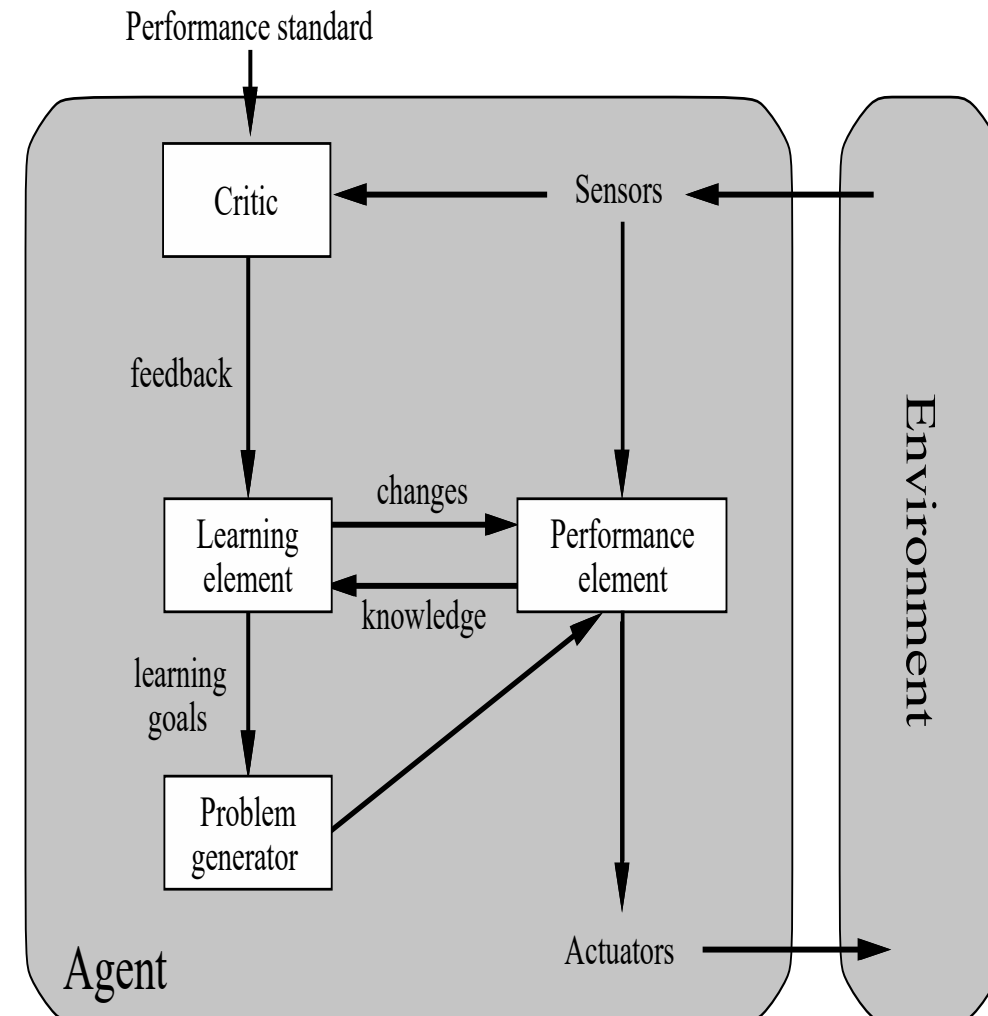 Performance standard
Critic
Sensors
feedback
changes
Learning
element
Performance
element
knowledge
learning
goals
Problem
generator
Agent
Actuators
Environment